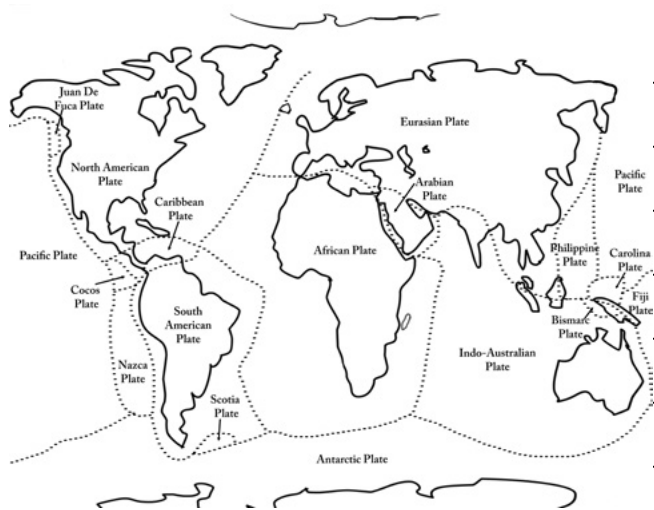 Juan De
Fuca Plate
Eurasian Plate
North American
Plate
Arabian
Plate
Pacific
Plate
Caribbean
Plate
Pacific Plate
African Plate
Philippine
Plate
Carolina
Plate
Cocos
Plate
Fiji
Plate
South
American
Plate
Bismarc
Plate
Indo-Australian
Plate
Nazca
Plate
Scotia
Plate
Antarctic Plate